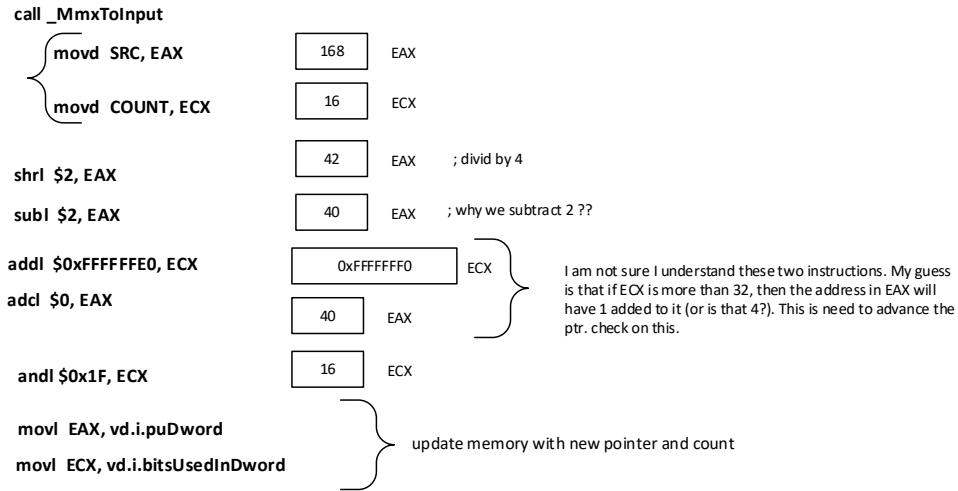 call _MmxToInput
movd SRC, EAX
168
EAX
movd COUNT, ECX
16
ECX
shrl $2, EAX
42
EAX
; divid by 4
subl $2, EAX
40
EAX
; why we subtract 2 ??
addl $0xFFFFFFE0, ECX
0xFFFFFFF0
ECX
adcl $0, EAX
40
EAX
I am not sure I understand these two instructions. My guess
is that if ECX is more than 32, then the address in EAX will
have 1 added to it (or is that 4?). This is need to advance the
ptr. check on this.
andl $0x1F, ECX
16
ECX
movl EAX, vd.i.puDword
movl ECX, vd.i.bitsUsedInDword
update memory with new pointer and count